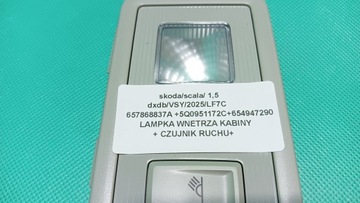 skoda/scala/ 1,5
dxdb/VSY/2025/LF7C
657868837A +5Q0951172C+654947290
LAMPKA WNETRZA KABINY
+ CZUJNIK RUCHU+